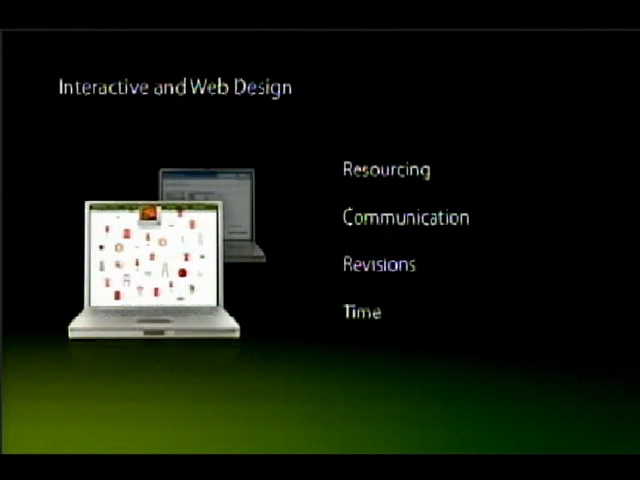 Interactive and Web Design
Resourcing
Communication
Revisions
Time